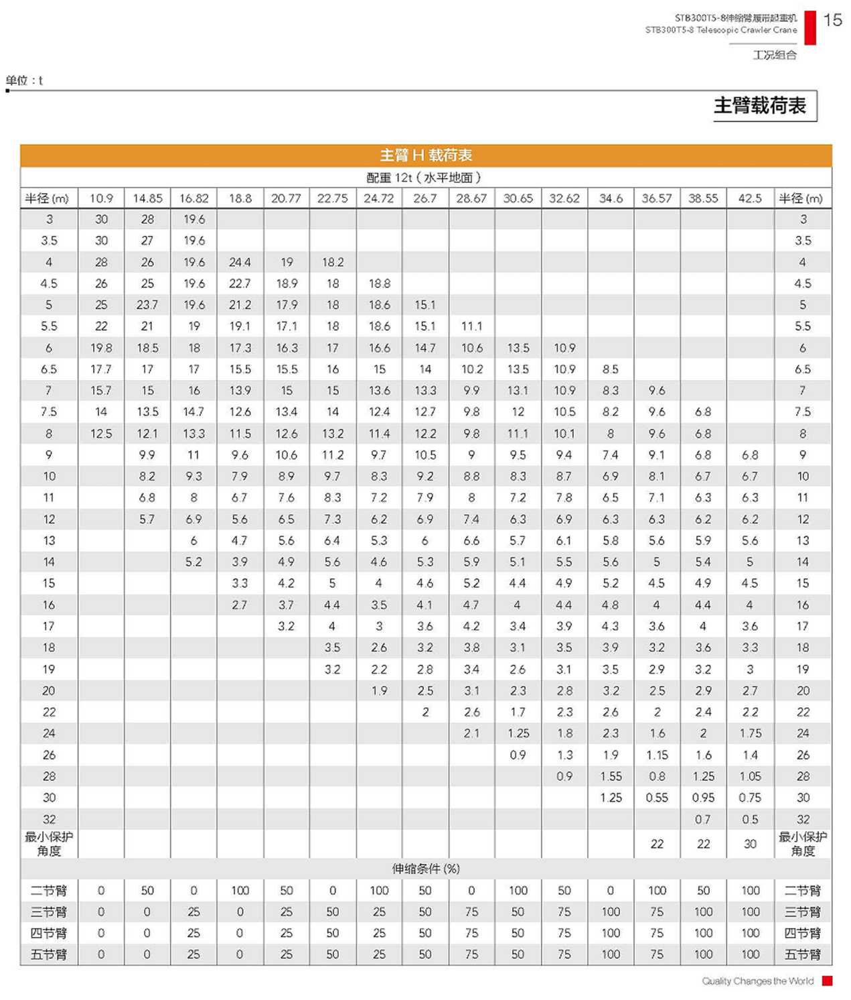 STB300T5-8伸缩臂履带起重机
STB300T5-8 Telescopic Crawler Crane
15
工况组合
单位：t
主臂载荷表
主臂 H 载荷表
配重 12t（水平地面）
半径 (m) 10.9 14.85 16.82 18.8 20.77 22.75 24.72 26.7 28.67 30.65 32.62 34.6 36.57 38.55 42.5 半径 (m)
3 30 28 19.6 3
3.5 30 27 19.6 3.5
4 28 26 19.6 24.4 19 18.2 4
4.5 26 25 19.6 22.7 18.9 18 18.8 4.5
5 25 23.7 19.6 21.2 17.9 18 18.6 15.1 5
5.5 22 21 19 19.1 17.1 18 18.6 15.1 11.1 5.5
6 19.8 18.5 18 17.3 16.3 17 16.6 14.7 10.6 13.5 10.9 6
6.5 17.7 17 17 15.5 15.5 16 15 14 10.2 13.5 10.9 8.5 6.5
7 15.7 15 16 13.9 15 15 13.6 13.3 9.9 13.1 10.9 8.3 9.6 7
7.5 14 13.5 14.7 12.6 13.4 14 12.4 12.7 9.8 12 10.5 8.2 9.6 6.8 7.5
8 12.5 12.1 13.3 11.5 12.6 13.2 11.4 12.2 9.8 11.1 10.1 8 9.6 6.8 8
9 9.9 11 9.6 10.6 11.2 9.7 10.5 9 9.5 9.4 7.4 9.1 6.8 6.8 9
10 8.2 9.3 7.9 8.9 9.7 8.3 9.2 8.8 8.3 8.7 6.9 8.1 6.7 6.7 10
11 6.8 8 6.7 7.6 8.3 7.2 7.9 8 7.2 7.8 6.5 7.1 6.3 6.3 11
12 5.7 6.9 5.6 6.5 7.3 6.2 6.9 7.4 6.3 6.9 6.3 6.3 6.2 6.2 12
13 6 4.7 5.6 6.4 5.3 6 6.6 5.7 6.1 5.8 5.6 5.9 5.6 13
14 5.2 3.9 4.9 5.6 4.6 5.3 5.9 5.1 5.5 5.6 5 5.4 5 14
15 3.3 4.2 5 4 4.6 5.2 4.4 4.9 5.2 4.5 4.9 4.5 15
16 2.7 3.7 4.4 3.5 4.1 4.7 4 4.4 4.8 4 4.4 4 16
17 3.2 4 3 3.6 4.2 3.4 3.9 4.3 3.6 4 3.6 17
18 3.5 2.6 3.2 3.8 3.1 3.5 3.9 3.2 3.6 3.3 18
19 3.2 2.2 2.8 3.4 2.6 3.1 3.5 2.9 3.2 3 19
20 1.9 2.5 3.1 2.3 2.8 3.2 2.5 2.9 2.7 20
22 2 2.6 1.7 2.3 2.6 2 2.4 2.2 22
24 2.1 1.25 1.8 2.3 1.6 2 1.75 24
26 0.9 1.3 1.9 1.15 1.6 1.4 26
28 0.9 1.55 0.8 1.25 1.05 28
30 1.25 0.55 0.95 0.75 30
32 0.7 0.5 32
最小保护角度 22 22 30 最小保护角度
伸缩条件 (%)
二节臂 0 50 0 100 50 0 100 50 0 100 50 0 100 50 100 二节臂
三节臂 0 0 25 0 25 50 25 50 75 50 75 100 75 100 100 三节臂
四节臂 0 0 25 0 25 50 25 50 75 50 75 100 75 100 100 四节臂
五节臂 0 0 25 0 25 50 25 50 75 50 75 100 75 100 100 五节臂
Quality Changes the World